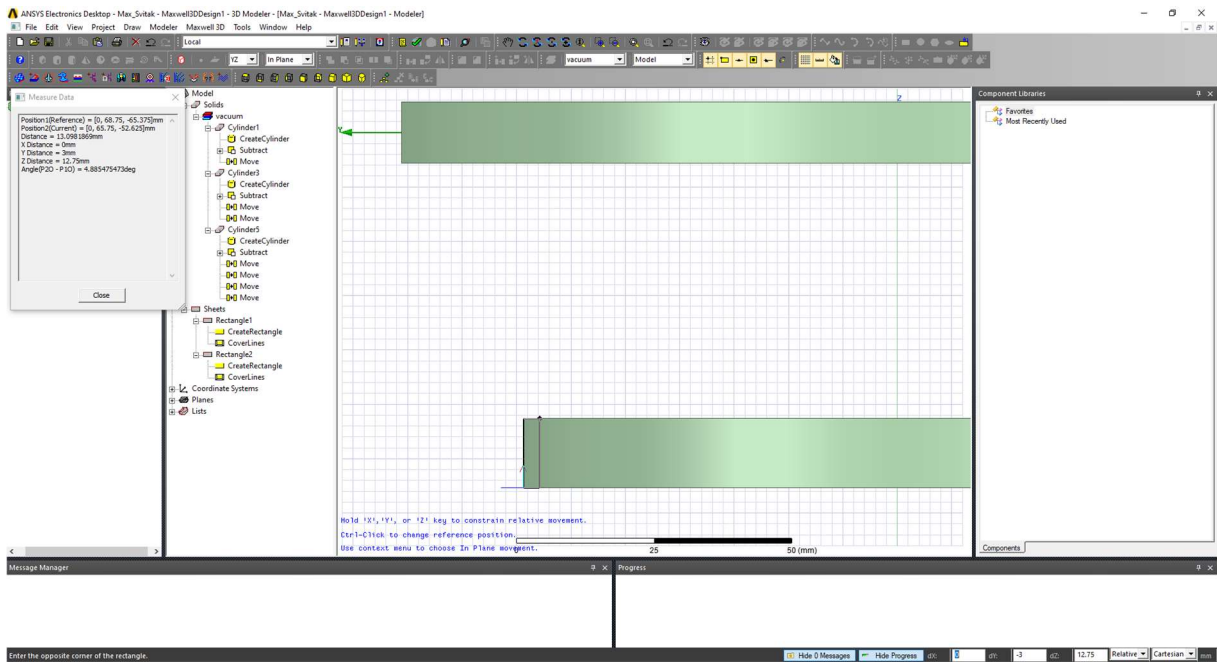 ANSYS Electronics Desktop - Max_Svitak - Maxwell3DDesign1 - 3D Modeler - [Max_Svitak - Maxwell3DDesign1 - Modeler]
File Edit View Project Draw Modeler Maxwell 3D Tools Window Help
Local
YZ In Plane vacuum Model
Measure Data
Position1(Reference) = [0, 68.75, -65.375]mm
Position2(Current) = [0, 65.75, -52.625]mm
Distance = 13.0981869mm
X Distance = 0mm
Y Distance = 3mm
Z Distance = 12.75mm
Angle(P2O - P1O) = 4.885475473deg
Close
Model
Solids
vacuum
Cylinder1
CreateCylinder
Subtract
Move
Cylinder3
CreateCylinder
Subtract
Move
Move
Cylinder5
CreateCylinder
Subtract
Move
Move
Move
Move
Sheets
Rectangle1
CreateRectangle
CoverLines
Rectangle2
CreateRectangle
CoverLines
Coordinate Systems
Planes
Lists
Z
Y
Hold 'X','Y', or 'Z' key to constrain relative movement.
Ctrl-Click to change reference position.
Use context menu to choose In Plane movement.
0 25 50 (mm)
Component Libraries
Favorites
Most Recently Used
Components
Message Manager
Progress
Enter the opposite corner of the rectangle.
Hide 0 Messages Hide Progress dX: 0 dY: -3 dZ: 12.75 Relative Cartesian mm